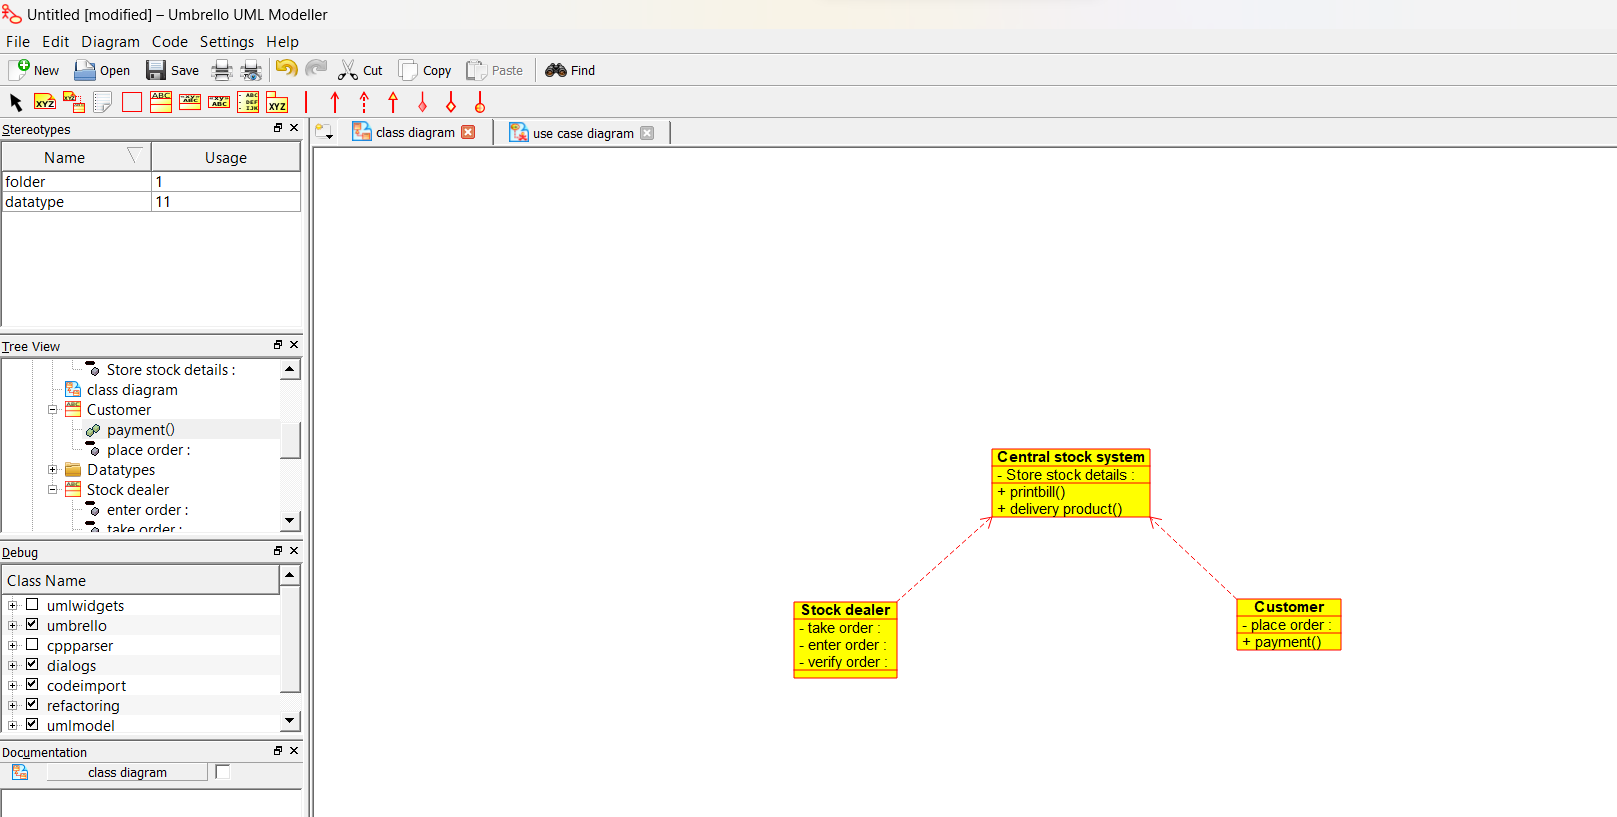 Untitled [modified] – Umbrello UML Modeller
File Edit Diagram Code Settings Help
New Open Save Cut Copy Paste Find
Stereotypes
class diagram
use case diagram
Name Usage
folder 1
datatype 11
Tree View
Store stock details :
class diagram
Customer
payment()
place order :
Datatypes
Stock dealer
enter order :
take order :
Debug
Class Name
umlwidgets
umbrello
cppparser
dialogs
codeimport
refactoring
umlmodel
Documentation
class diagram
Central stock system
- Store stock details :
+ printbill()
+ delivery product()
Stock dealer
- take order :
- enter order :
- verify order :
Customer
- place order :
+ payment()